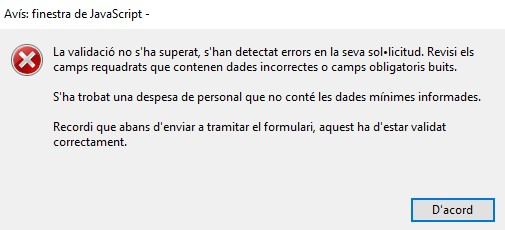 Avís: finestra de JavaScript -
La validació no s'ha superat, s'han detectat errors en la seva sol•licitud. Revisi els
camps requadrats que contenen dades incorrectes o camps obligatoris buits.
S'ha trobat una despesa de personal que no conté les dades mínimes informades.
Recordi que abans d'enviar a tramitar el formulari, aquest ha d'estar validat
correctament.
D'acord